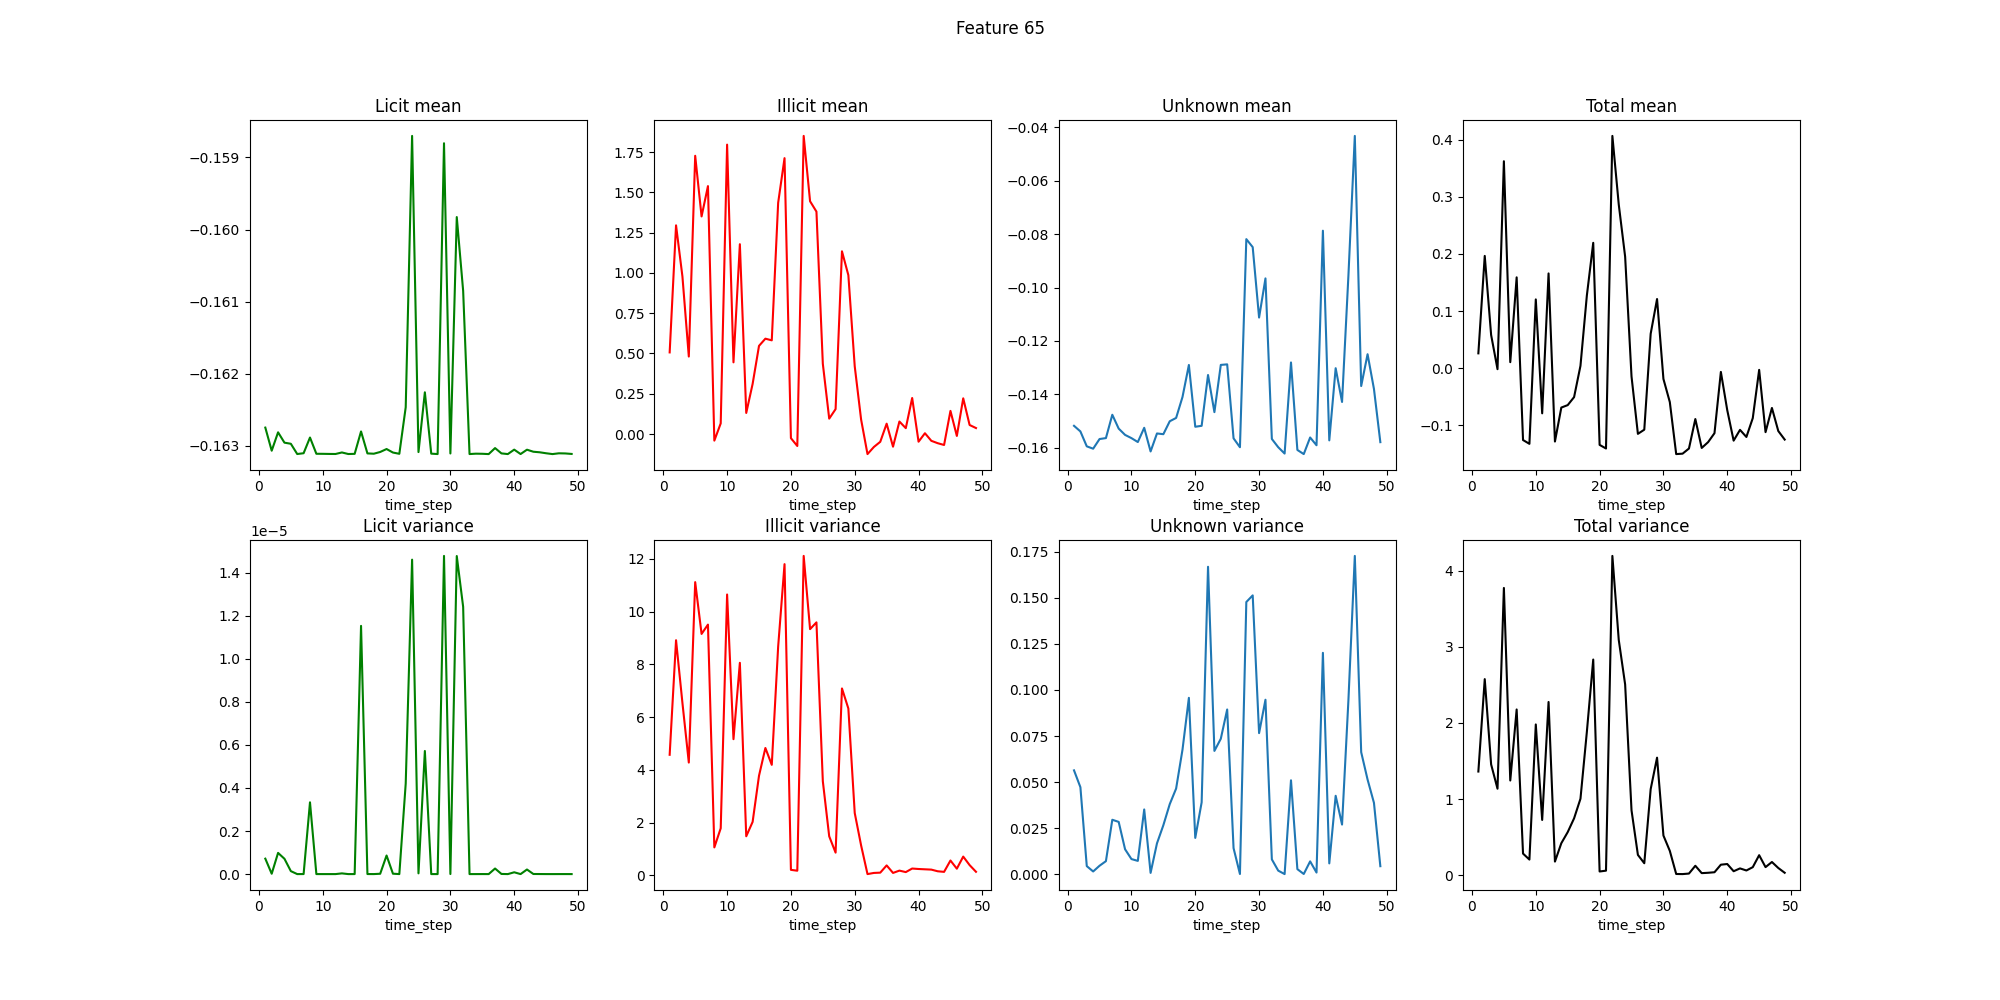 Feature 65
Licit mean
−0.159
−0.160
−0.161
−0.162
−0.163
0 10 20 30 40 50
time_step
Illicit mean
1.75
1.50
1.25
1.00
0.75
0.50
0.25
0.00
0 10 20 30 40 50
time_step
Unknown mean
−0.04
−0.06
−0.08
−0.10
−0.12
−0.14
−0.16
0 10 20 30 40 50
time_step
Total mean
0.4
0.3
0.2
0.1
0.0
−0.1
0 10 20 30 40 50
time_step
Licit variance
1e−5
1.4
1.2
1.0
0.8
0.6
0.4
0.2
0.0
0 10 20 30 40 50
time_step
Illicit variance
12
10
8
6
4
2
0
0 10 20 30 40 50
time_step
Unknown variance
0.175
0.150
0.125
0.100
0.075
0.050
0.025
0.000
0 10 20 30 40 50
time_step
Total variance
4
3
2
1
0
0 10 20 30 40 50
time_step